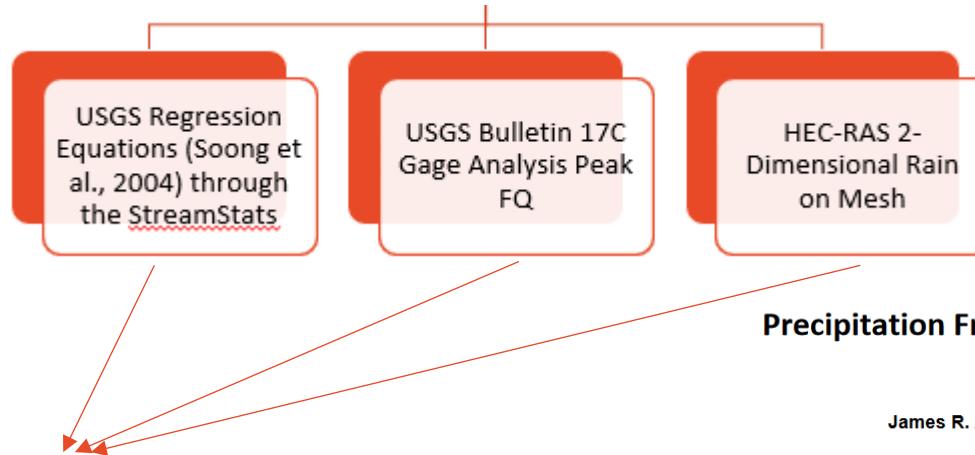 USGS Regression
Equations (Soong et
al., 2004) through
the StreamStats
USGS Bulletin 17C
Gage Analysis Peak
FQ
HEC-RAS 2-
Dimensional Rain
on Mesh
Precipitation
James R.